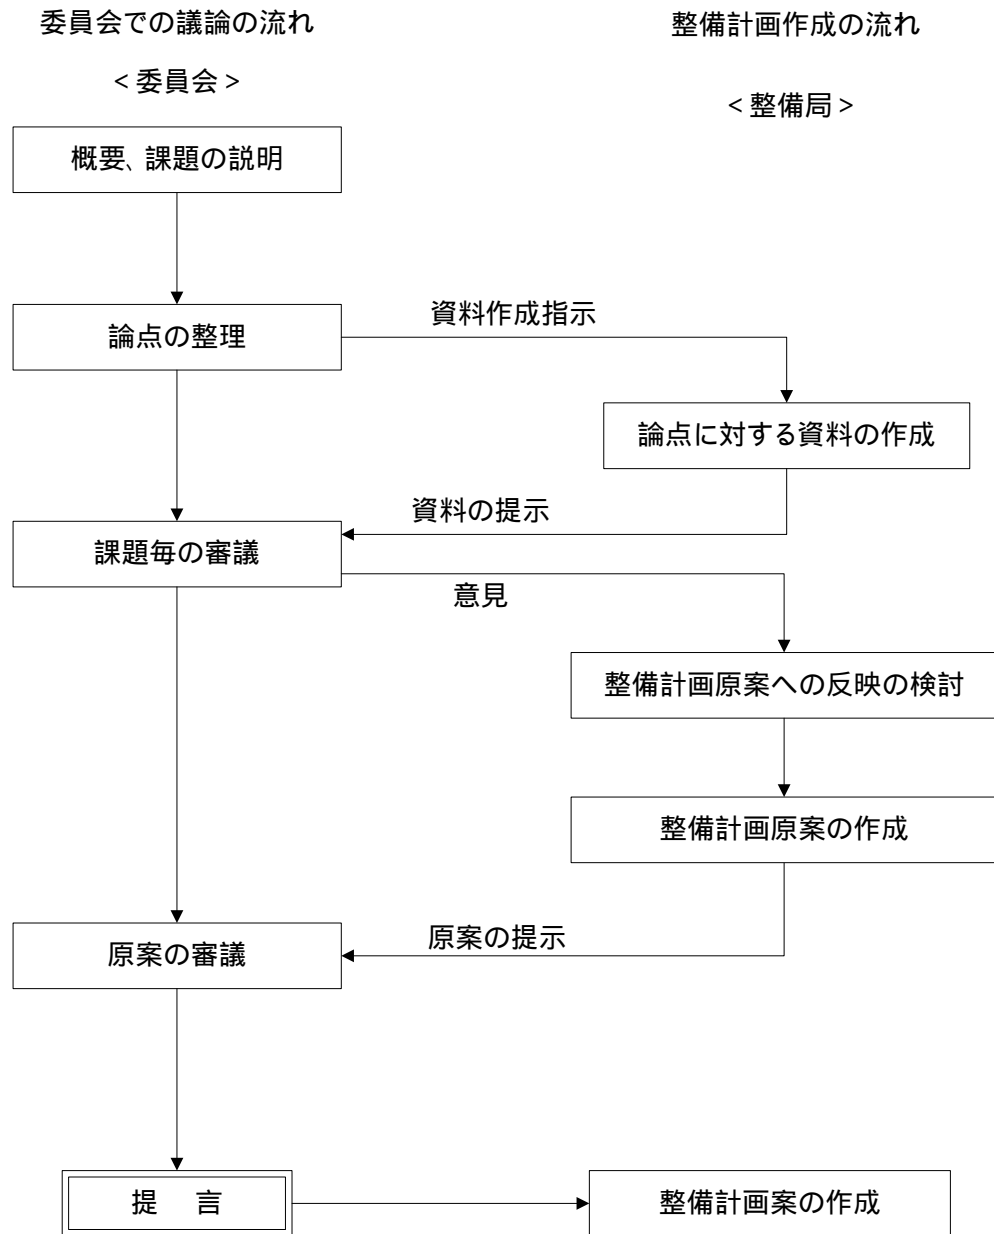 委員会での議論の流れ
整備計画作成の流れ
<委員会>
<整備局>
概要、課題の説明
論点の整理
資料作成指示
論点に対する資料の作成
資料の提示
課題毎の審議
意見
整備計画原案への反映の検討
整備計画原案の作成
原案の提示
原案の審議
提 言
整備計画案の作成